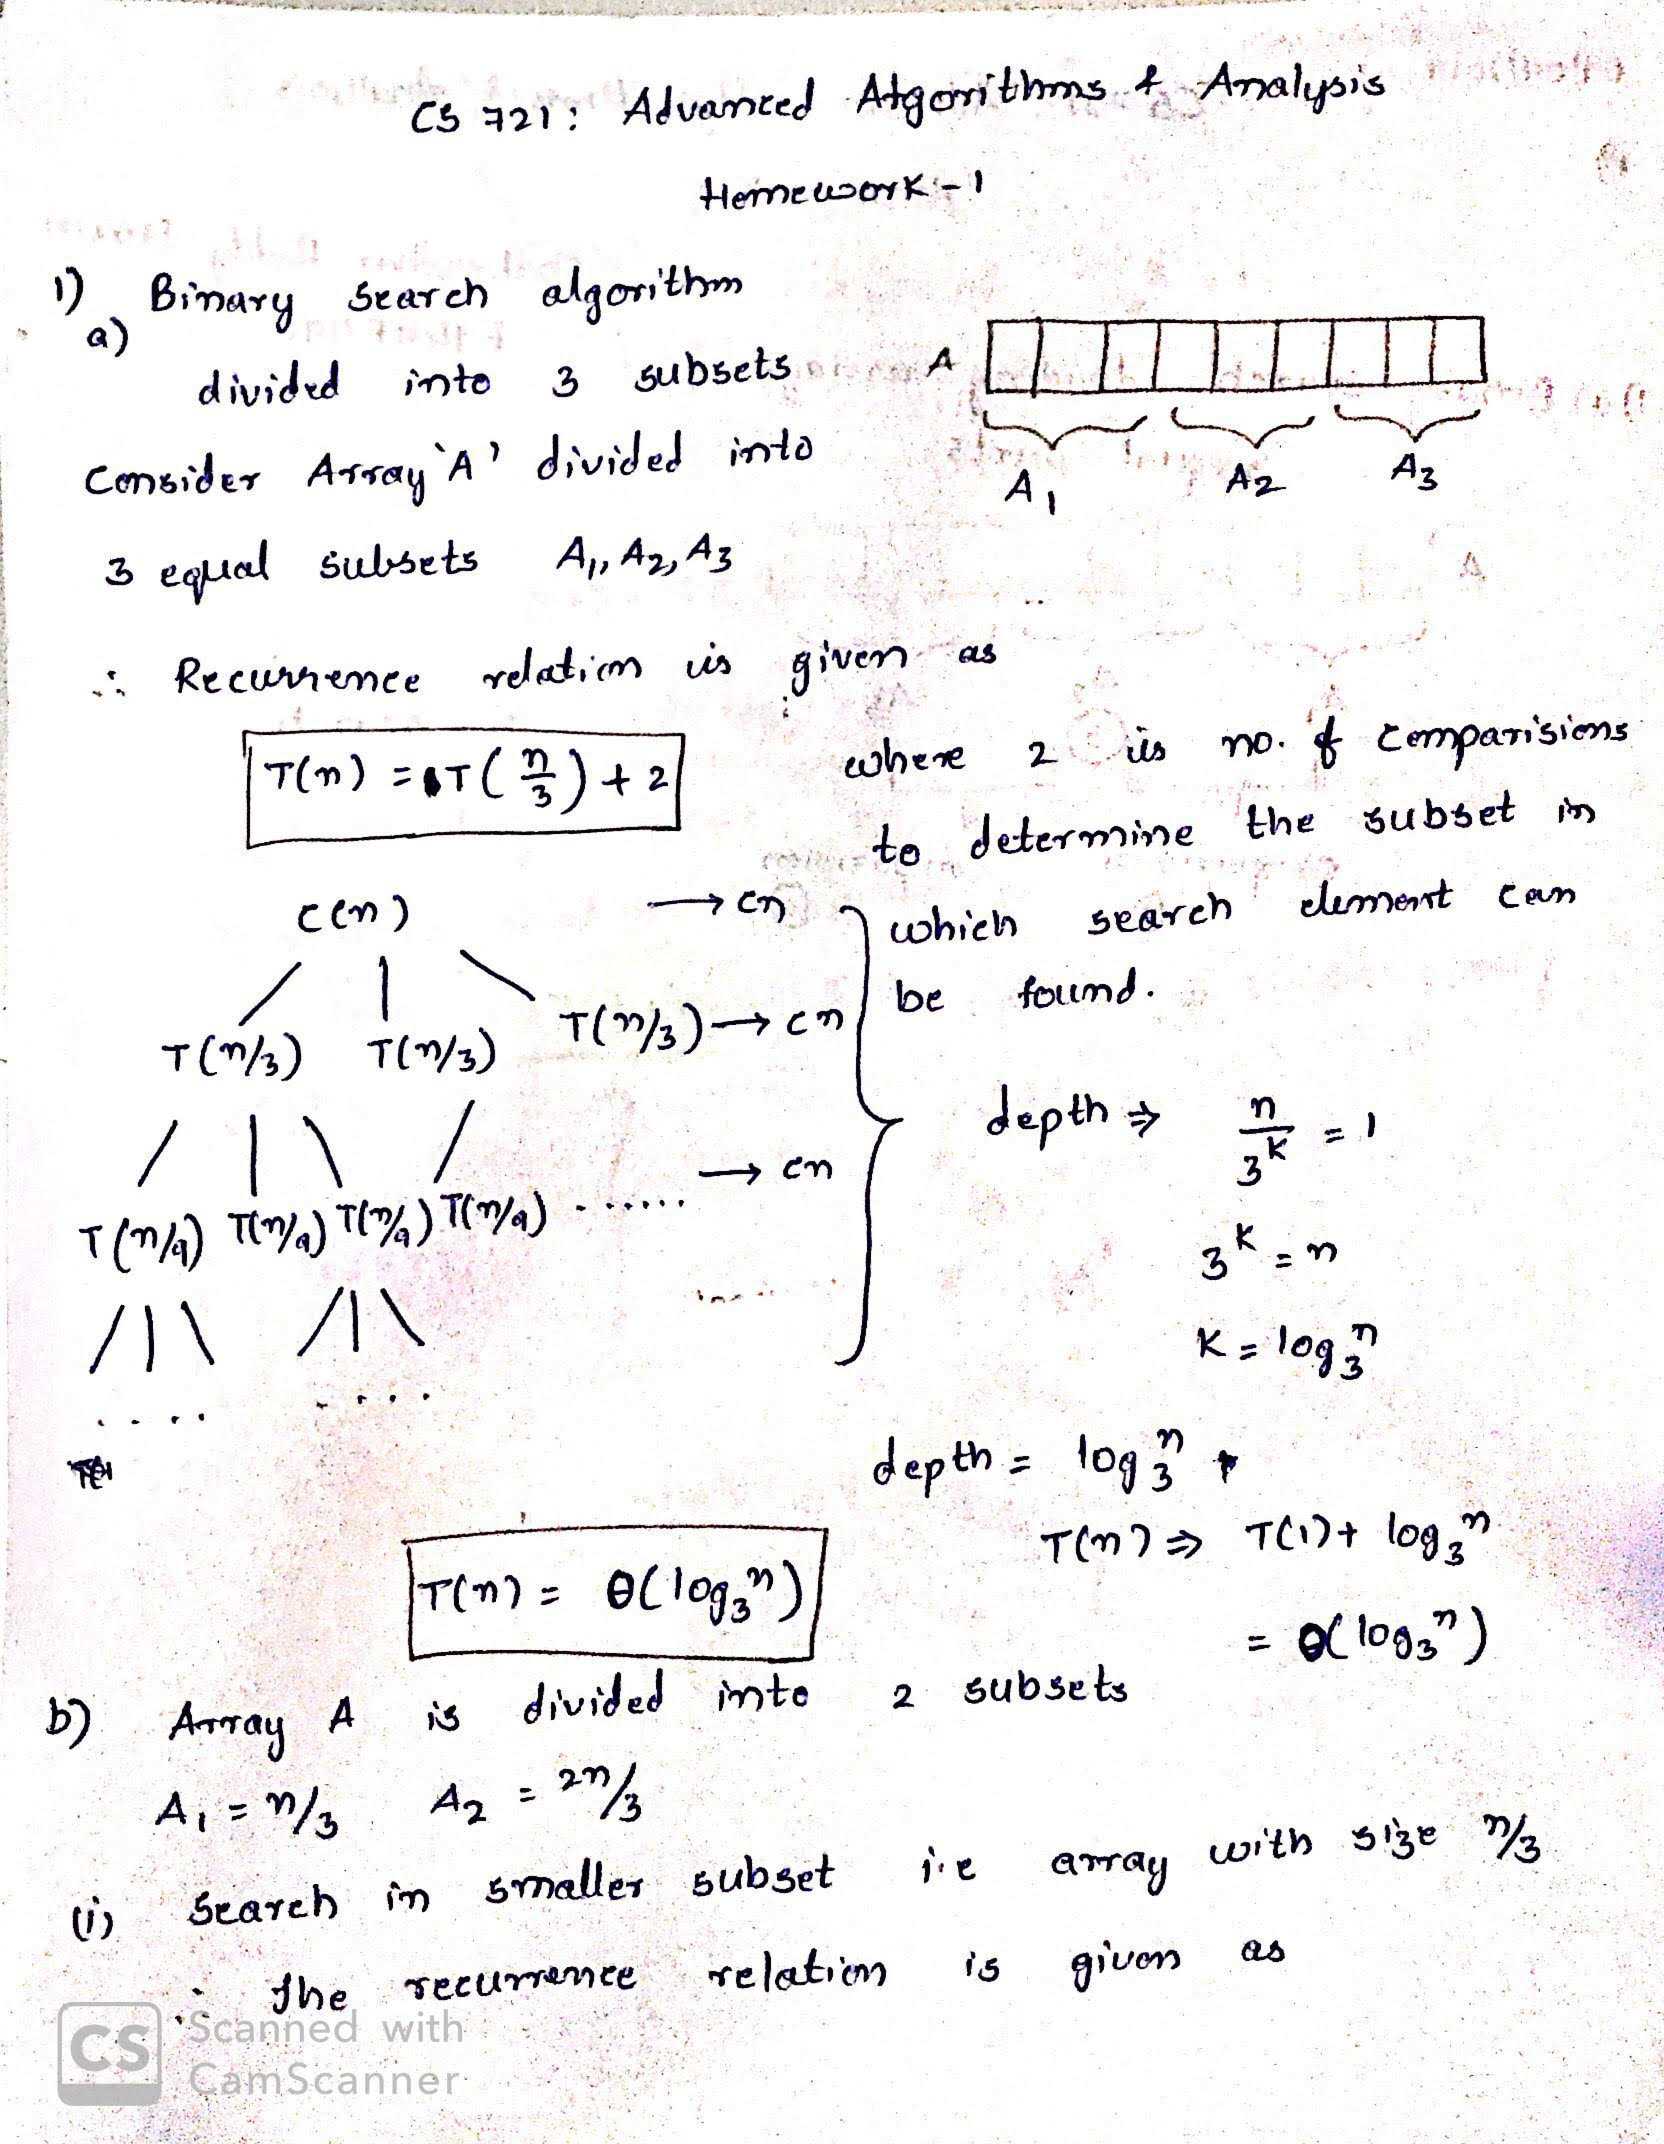 CS 721: Advanced Algorithms & Analysis
Homework - 1
1) a) Binary search algorithm
divided into 3 subsets
Consider Array 'A' divided into
3 equal subsets A1, A2, A3
A
A1 A2 A3
∴ Recurrence relation is given as
T(n) = T(n/3) + 2
where 2 is no. of comparisions
to determine the subset in
which search element can
be found.
c(n) → cn
T(n/3) T(n/3) T(n/3) → cn
T(n/9) T(n/9) T(n/9) T(n/9) ...... → cn
.....
.... ....
depth ⇒ n/3^K = 1
3^K = n
K = log3 n
depth = log3 n
T(n) ⇒ T(1) + log3 n
= θ(log3 n)
T(n) = θ(log3 n)
b) Array A is divided into 2 subsets
A1 = n/3 A2 = 2n/3
(i) Search in smaller subset i.e array with size n/3
∴ The recurrence relation is given as
CS Scanned with
CamScanner